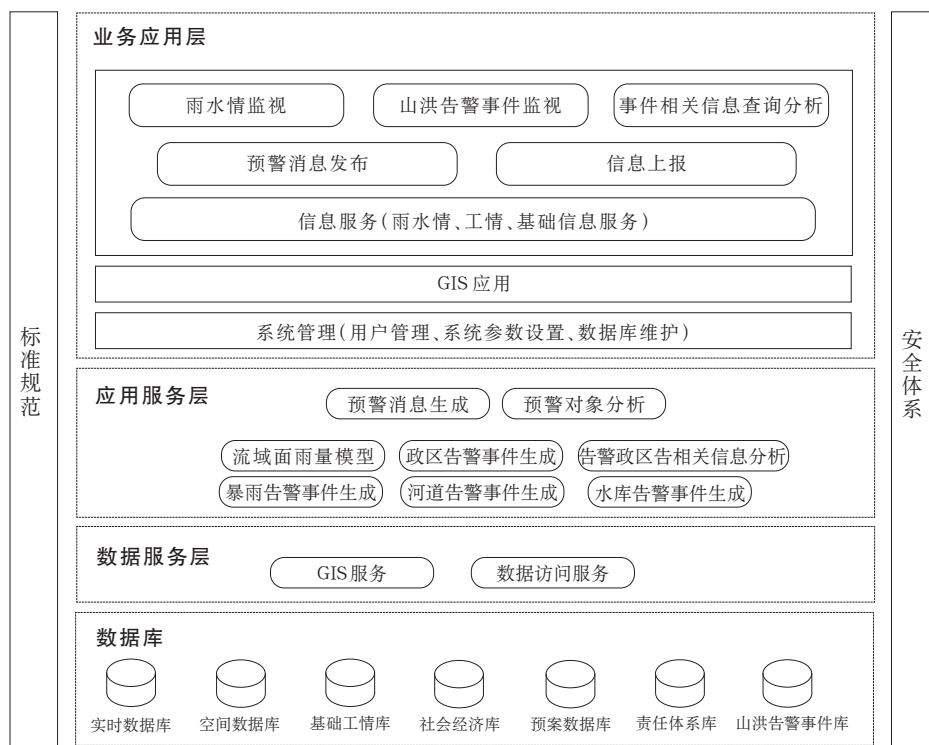 业务应用层
雨水情监视
山洪告警事件监视
事件相关信息查询分析
预警消息发布
信息上报
信息服务(雨水情、工情、基础信息服务)
GIS应用
系统管理(用户管理、系统参数设置、数据库维护)
标准规范
安全体系
应用服务层
预警消息生成
预警对象分析
流域面雨量模型
政区告警事件生成
告警政区告相关信息分析
暴雨告警事件生成
河道告警事件生成
水库告警事件生成
数据服务层
GIS服务
数据访问服务
数据库
实时数据库
空间数据库
基础工情库
社会经济库
预案数据库
责任体系库
山洪告警事件库